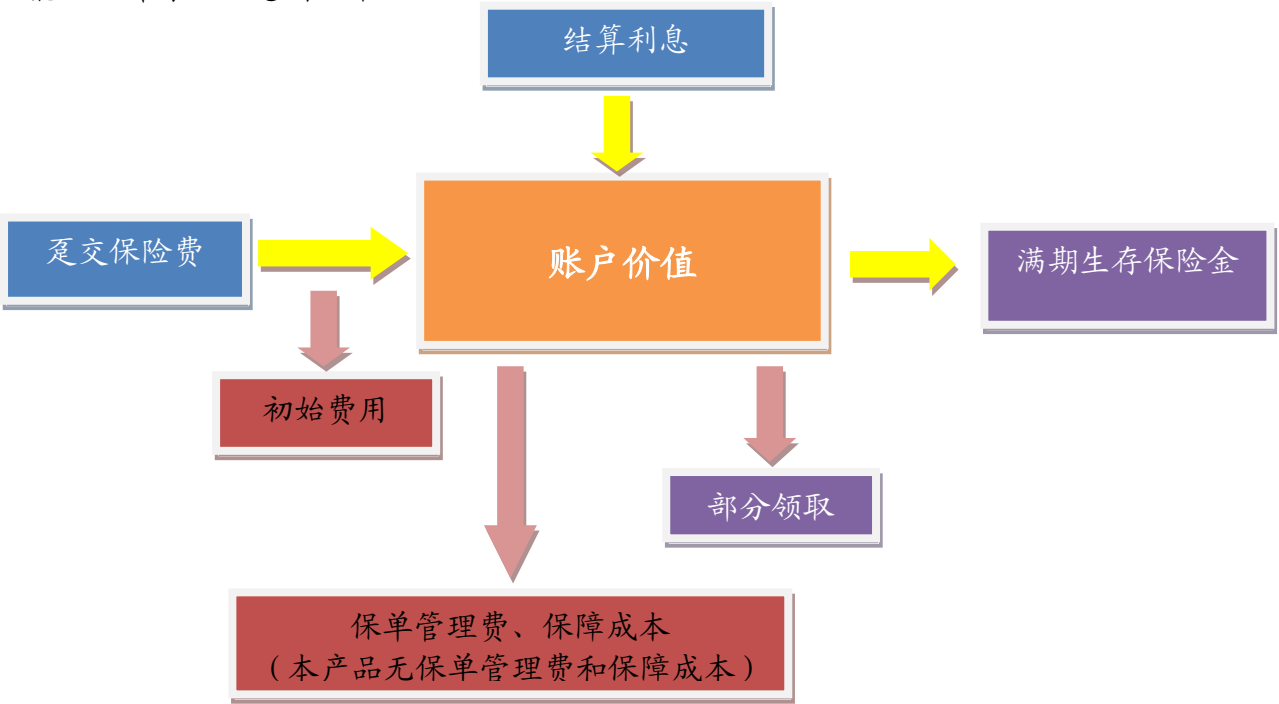 结算利息
趸交保险费
账户价值
满期生存保险金
初始费用
部分领取
保单管理费、保障成本
（本产品无保单管理费和保障成本）